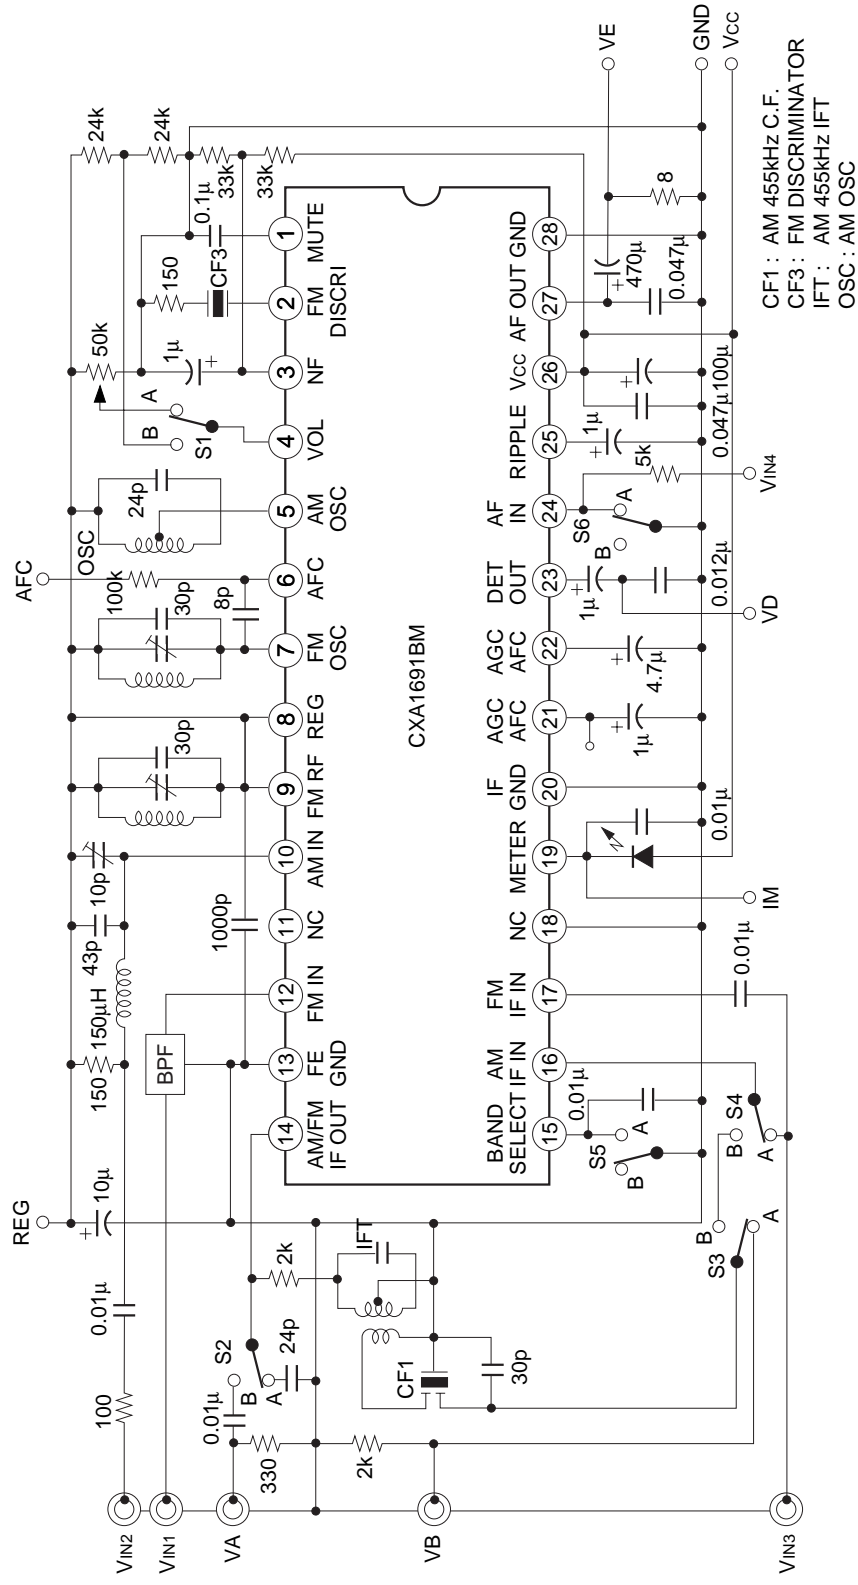 REG
10µ
0.01µ
100
VIN2
VIN1
VA
VB
VIN3
150
150µH
43p
10p
BPF
1000p
30p
30p
8p
100k
AFC
OSC
24p
50k
B
A
S1
1µ
+
150
CF3
0.1µ
24k
24k
33k
33k
14
13
12
11
10
9
8
7
6
5
4
3
2
1
AM/FM
IF OUT
FE
GND
FM IN
NC
AM IN
FM RF
REG
FM
OSC
AFC
AM
OSC
VOL
NF
FM
DISCRI
MUTE
CXA1691BM
BAND
SELECT
AM
IF IN
FM
IF IN
NC
METER
IF
GND
AGC
AFC
AGC
AFC
DET
OUT
AF
IN
RIPPLE
Vcc
AF OUT
GND
15
16
17
18
19
20
21
22
23
24
25
26
27
28
S2
B
A
0.01µ
24p
330
2k
2k
IFT
CF1
30p
S3
B
A
S4
B
A
S5
B
A
0.01µ
0.01µ
IM
0.01µ
+
1µ
+
4.7µ
+
1µ
0.012µ
VD
S6
B
A
5k
VIN4
+
1µ
0.047µ
+
100µ
+
470µ
0.047µ
8
VE
GND
Vcc
CF1 : AM 455kHz C.F.
CF3 : FM DISCRIMINATOR
IFT : AM 455kHz IFT
OSC : AM OSC